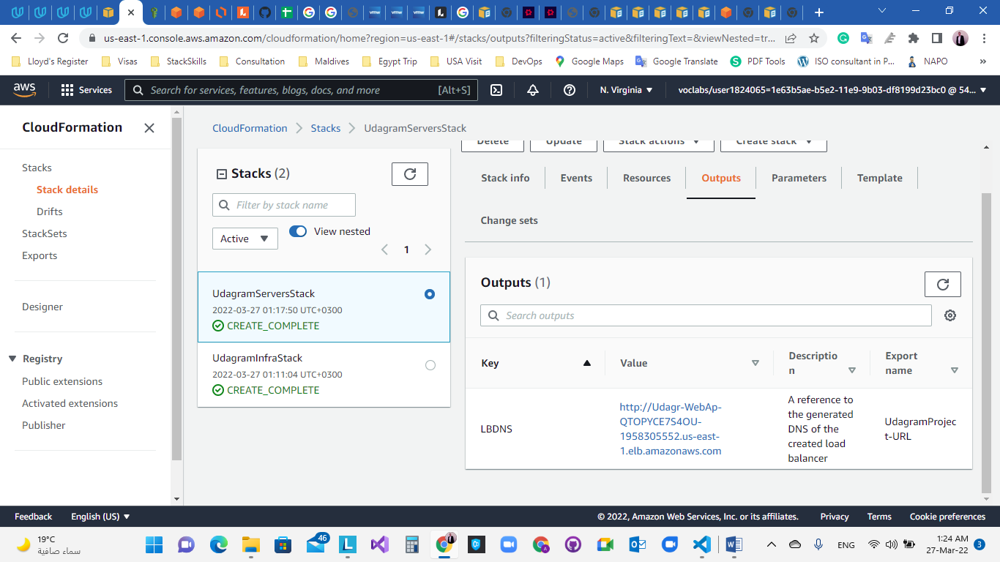 us-east-1.console.aws.amazon.com/cloudformation/home?region=us-east-1#/stacks/outputs?filteringStatus=active&filteringText=&viewNested=tr...
Lloyd's Register
Visas
StackSkills
Consultation
Maldives
Egypt Trip
USA Visit
DevOps
Google Maps
Google Translate
PDF Tools
ISO consultant in P...
NAPO
»
aws
Services
Search for services, features, blogs, docs, and more
[Alt+S]
N. Virginia
voclabs/user1824065=1e63b5ae-b5e2-11e9-9b03-df8199d23bc0 @ 54...
CloudFormation
Stacks
Stack details
Drifts
StackSets
Exports
Designer
Registry
Public extensions
Activated extensions
Publisher
CloudFormation
Stacks
UdagramServersStack
Stacks (2)
Filter by stack name
Active
View nested
1
UdagramServersStack
2022-03-27 01:17:50 UTC+0300
CREATE_COMPLETE
UdagramInfraStack
2022-03-27 01:11:04 UTC+0300
CREATE_COMPLETE
Delete
Update
Stack actions
Create stack
Stack info
Events
Resources
Outputs
Parameters
Template
Change sets
Outputs (1)
Search outputs
Key
Value
Descriptio
n
Export
name
LBDNS
http://Udagr-WebAp-
QTOPYCE7S4OU-
1958305552.us-east-
1.elb.amazonaws.com
A reference to
the generated
DNS of the
created load
balancer
UdagramProjec
t-URL
Feedback
English (US)
© 2022, Amazon Web Services, Inc. or its affiliates.
Privacy
Terms
Cookie preferences
19°C
سماء صافية
46
ENG
1:24 AM
27-Mar-22
3